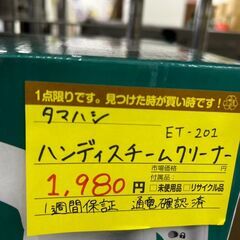 1点限りです。見つけた時が買い時です!
タマハシ
ET-201
ハンディスチームクリーナー
市場価格 円
1,980円
付属品:
□未使用品 □リサイクル品
1週間保証 通電確認済